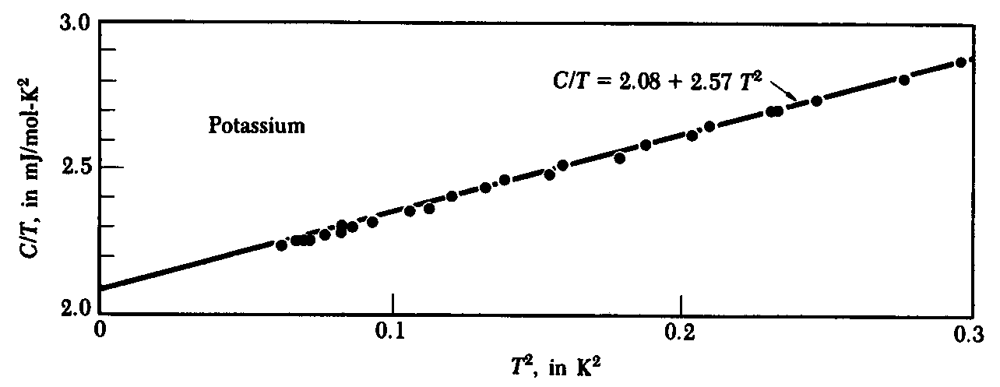 3.0
C/T = 2.08 + 2.57 T²
Potassium
2.5
C/T, in mJ/mol-K²
2.0
0
0.1
0.2
0.3
T², in K²